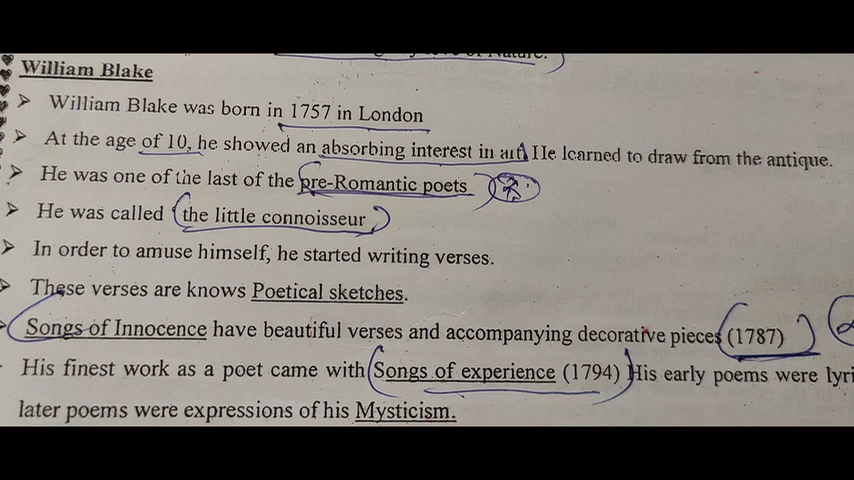 of Nature.
William Blake
➤ William Blake was born in 1757 in London
➤ At the age of 10, he showed an absorbing interest in art. He learned to draw from the antique.
➤ He was one of the last of the pre-Romantic poets
➤ He was called the little connoisseur
➤ In order to amuse himself, he started writing verses.
➤ These verses are knows Poetical sketches.
Songs of Innocence have beautiful verses and accompanying decorative pieces (1787)
His finest work as a poet came with Songs of experience (1794) His early poems were lyri
later poems were expressions of his Mysticism.